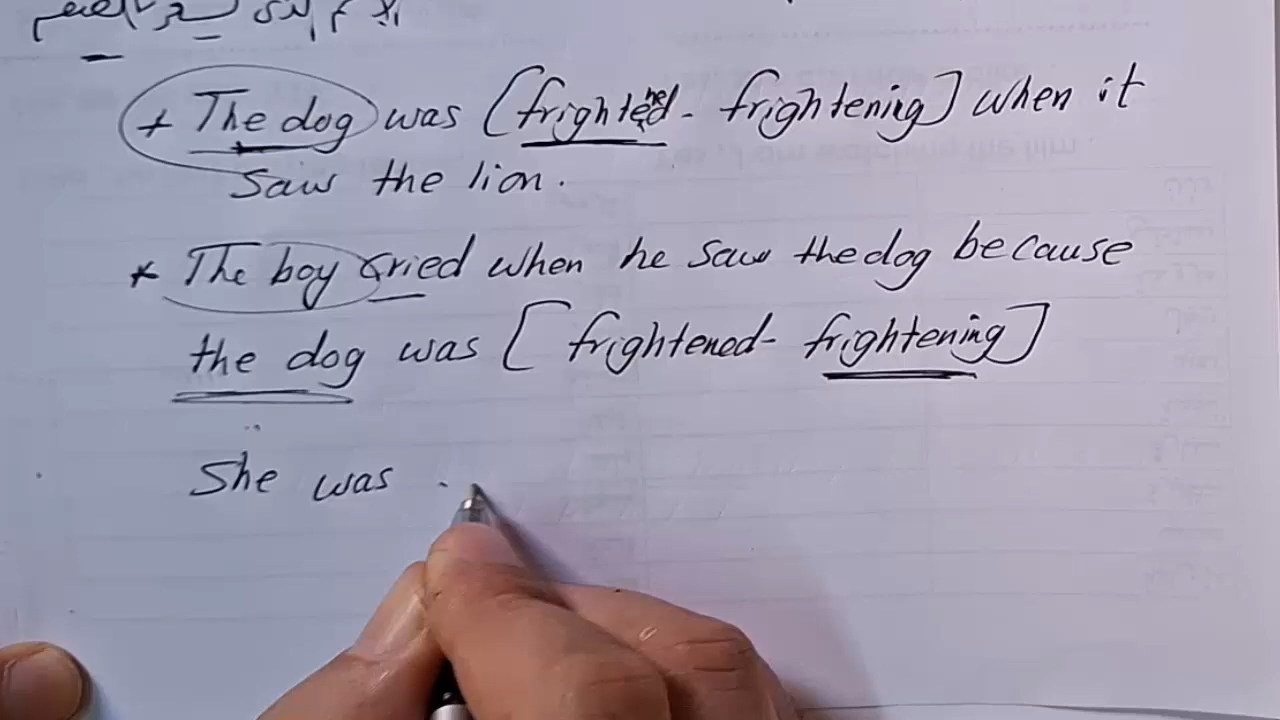 + The dog was [frightened - frightening] when it
saw the lion.
* The boy cried when he saw the dog because
the dog was [ frightened - frightening]
She was .